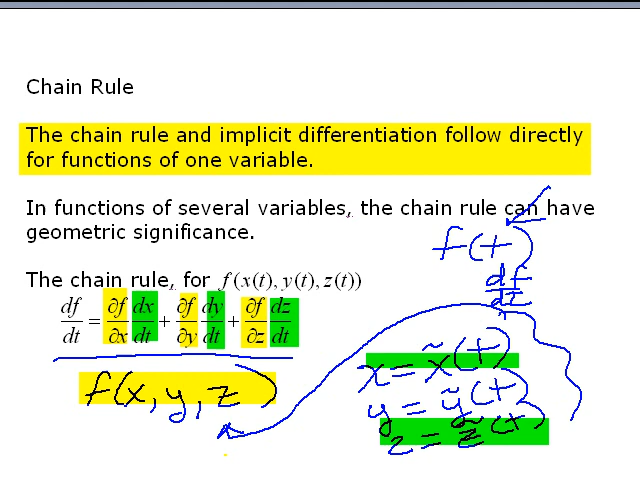 Chain Rule
The chain rule and implicit differentiation follow directly
for functions of one variable.
In functions of several variables, the chain rule can have
geometric significance.
The chain rule, for f(x(t), y(t), z(t))
df/dt = ∂f/∂x dx/dt + ∂f/∂y dy/dt + ∂f/∂z dz/dt
f(t)
df
f(x, y, z)
x = x̃(t)
y = ỹ(t)
z = z̃(t)